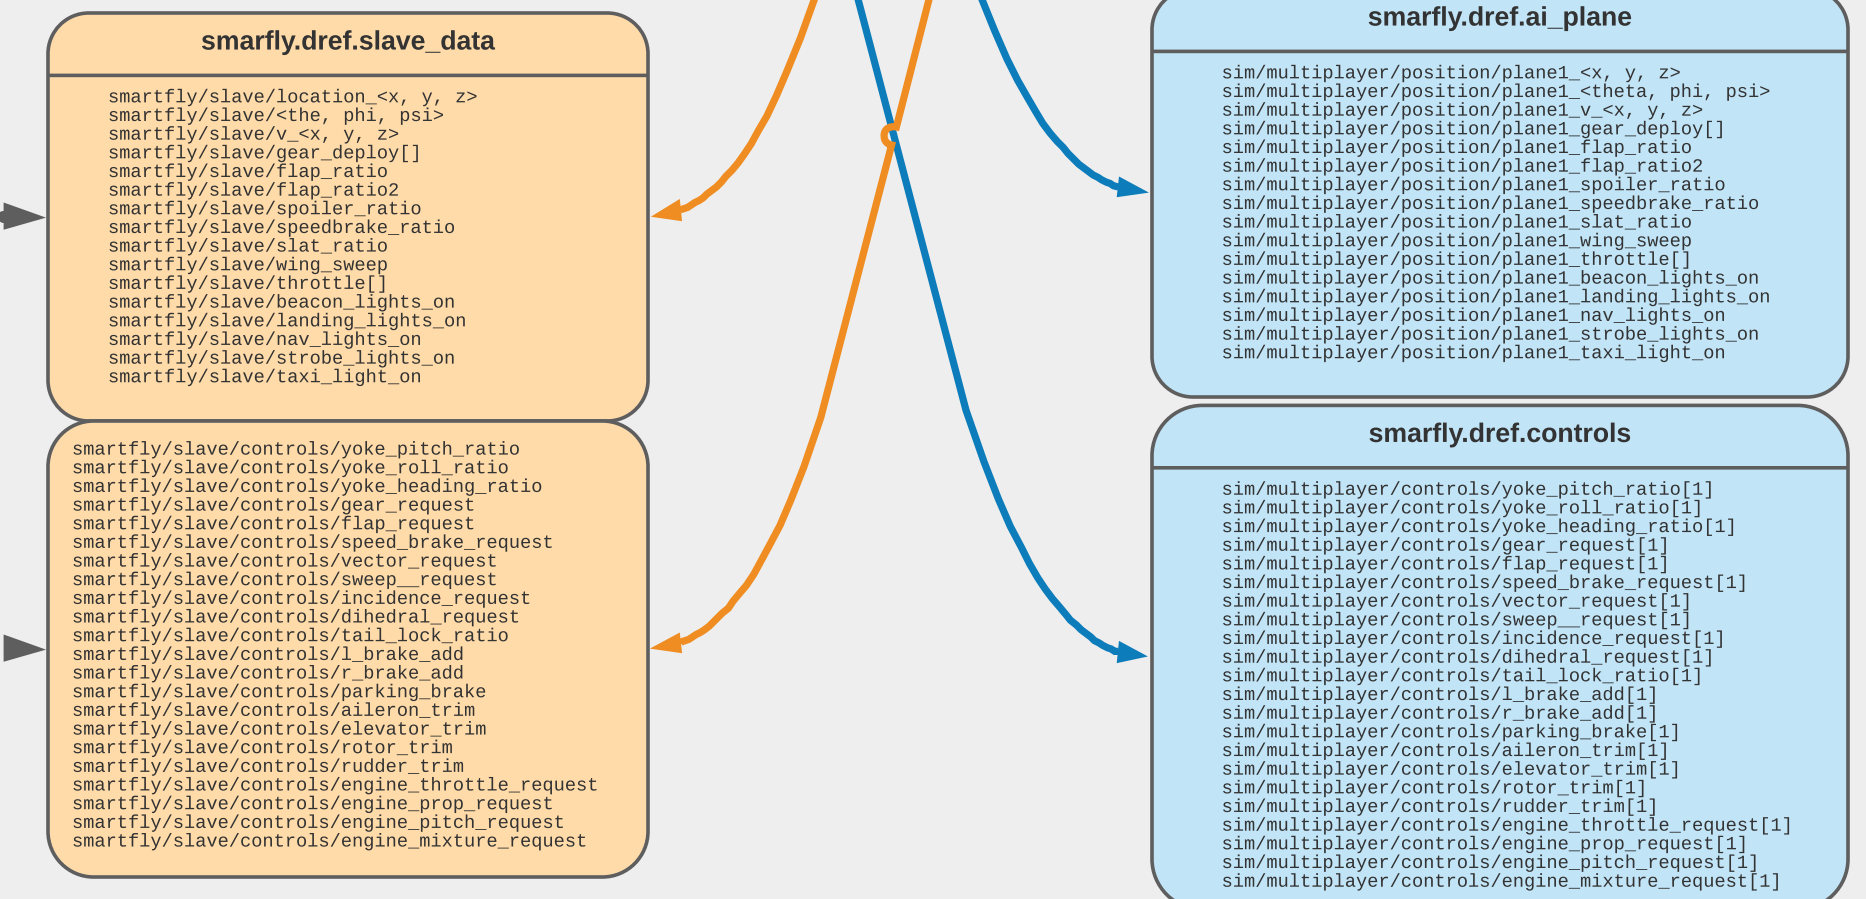 smarfly.dref.slave_data
smartfly/slave/location_<x, y, z>
smartfly/slave/<the, phi, psi>
smartfly/slave/v_<x, y, z>
smartfly/slave/gear_deploy[]
smartfly/slave/flap_ratio
smartfly/slave/flap_ratio2
smartfly/slave/spoiler_ratio
smartfly/slave/speedbrake_ratio
smartfly/slave/slat_ratio
smartfly/slave/wing_sweep
smartfly/slave/throttle[]
smartfly/slave/beacon_lights_on
smartfly/slave/landing_lights_on
smartfly/slave/nav_lights_on
smartfly/slave/strobe_lights_on
smartfly/slave/taxi_light_on
smartfly/slave/controls/yoke_pitch_ratio
smartfly/slave/controls/yoke_roll_ratio
smartfly/slave/controls/yoke_heading_ratio
smartfly/slave/controls/gear_request
smartfly/slave/controls/flap_request
smartfly/slave/controls/speed_brake_request
smartfly/slave/controls/vector_request
smartfly/slave/controls/sweep__request
smartfly/slave/controls/incidence_request
smartfly/slave/controls/dihedral_request
smartfly/slave/controls/tail_lock_ratio
smartfly/slave/controls/l_brake_add
smartfly/slave/controls/r_brake_add
smartfly/slave/controls/parking_brake
smartfly/slave/controls/aileron_trim
smartfly/slave/controls/elevator_trim
smartfly/slave/controls/rotor_trim
smartfly/slave/controls/rudder_trim
smartfly/slave/controls/engine_throttle_request
smartfly/slave/controls/engine_prop_request
smartfly/slave/controls/engine_pitch_request
smartfly/slave/controls/engine_mixture_request
smarfly.dref.ai_plane
sim/multiplayer/position/plane1_<x, y, z>
sim/multiplayer/position/plane1_<theta, phi, psi>
sim/multiplayer/position/plane1_v_<x, y, z>
sim/multiplayer/position/plane1_gear_deploy[]
sim/multiplayer/position/plane1_flap_ratio
sim/multiplayer/position/plane1_flap_ratio2
sim/multiplayer/position/plane1_spoiler_ratio
sim/multiplayer/position/plane1_speedbrake_ratio
sim/multiplayer/position/plane1_slat_ratio
sim/multiplayer/position/plane1_wing_sweep
sim/multiplayer/position/plane1_throttle[]
sim/multiplayer/position/plane1_beacon_lights_on
sim/multiplayer/position/plane1_landing_lights_on
sim/multiplayer/position/plane1_nav_lights_on
sim/multiplayer/position/plane1_strobe_lights_on
sim/multiplayer/position/plane1_taxi_light_on
smarfly.dref.controls
sim/multiplayer/controls/yoke_pitch_ratio[1]
sim/multiplayer/controls/yoke_roll_ratio[1]
sim/multiplayer/controls/yoke_heading_ratio[1]
sim/multiplayer/controls/gear_request[1]
sim/multiplayer/controls/flap_request[1]
sim/multiplayer/controls/speed_brake_request[1]
sim/multiplayer/controls/vector_request[1]
sim/multiplayer/controls/sweep__request[1]
sim/multiplayer/controls/incidence_request[1]
sim/multiplayer/controls/dihedral_request[1]
sim/multiplayer/controls/tail_lock_ratio[1]
sim/multiplayer/controls/l_brake_add[1]
sim/multiplayer/controls/r_brake_add[1]
sim/multiplayer/controls/parking_brake[1]
sim/multiplayer/controls/aileron_trim[1]
sim/multiplayer/controls/elevator_trim[1]
sim/multiplayer/controls/rotor_trim[1]
sim/multiplayer/controls/rudder_trim[1]
sim/multiplayer/controls/engine_throttle_request[1]
sim/multiplayer/controls/engine_prop_request[1]
sim/multiplayer/controls/engine_pitch_request[1]
sim/multiplayer/controls/engine_mixture_request[1]